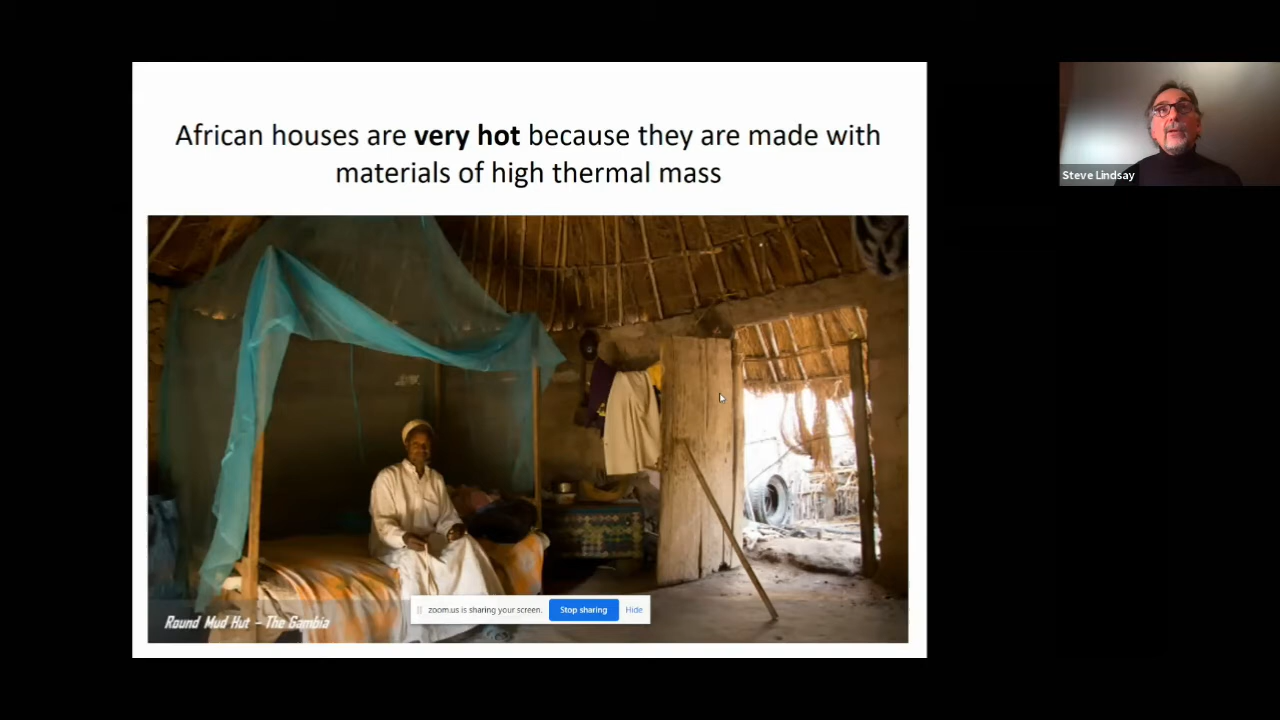 African houses are very hot because they are made with
materials of high thermal mass
Steve Lindsay
zoom.us is sharing your screen. Stop sharing Hide
Round Mud Hut – The Gambia